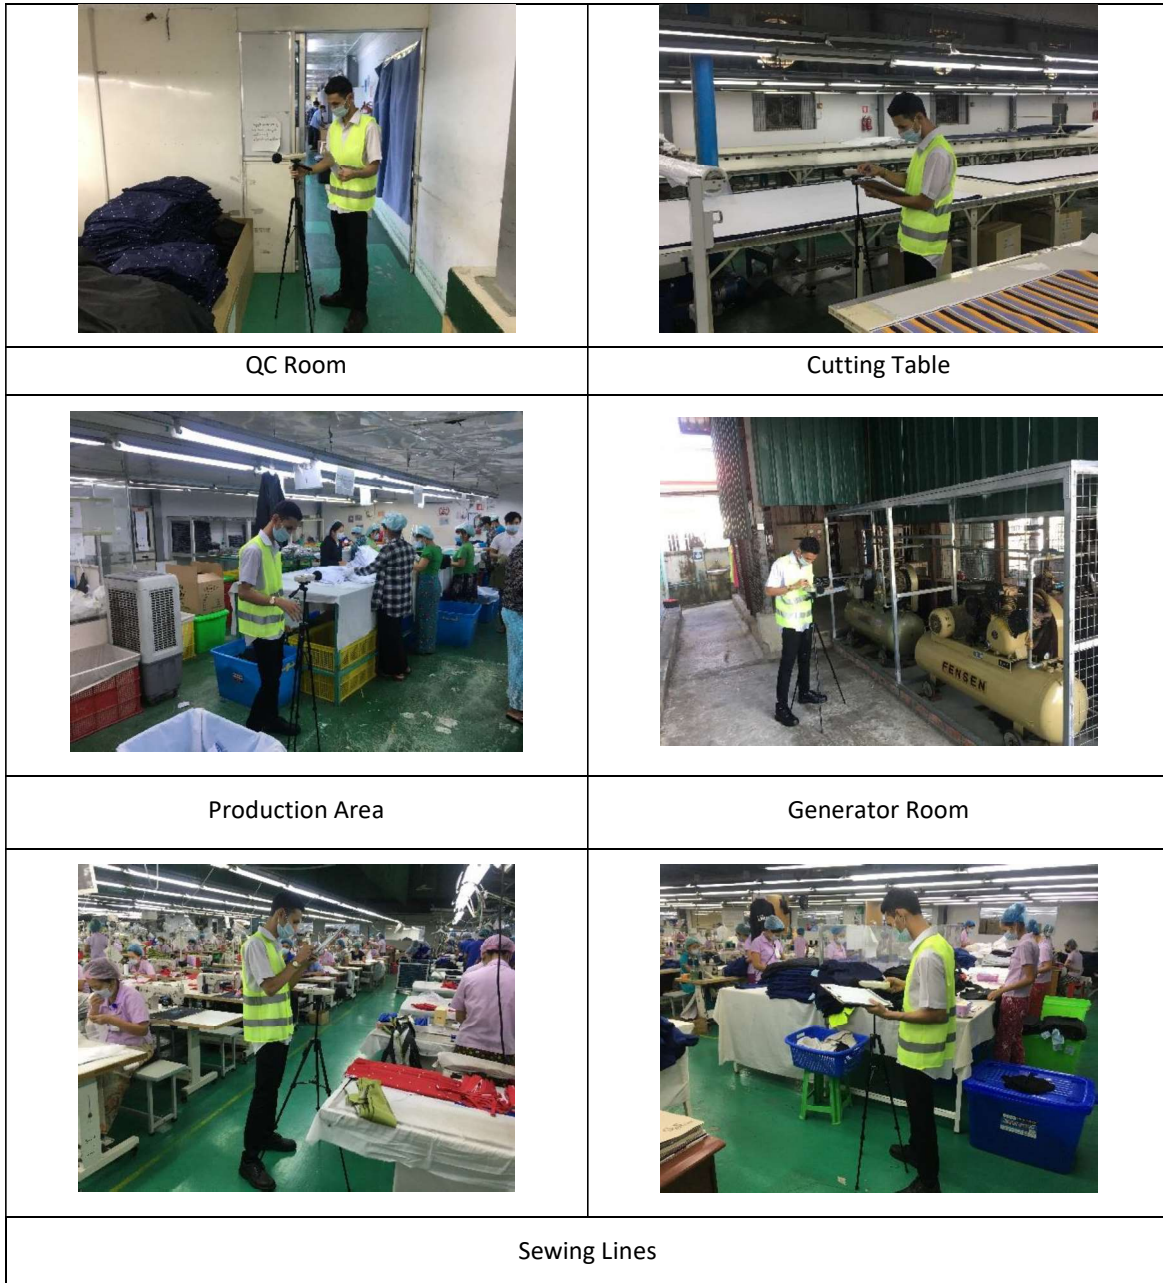 QC Room
Cutting Table
Production Area
FENSEN
Generator Room
Sewing Lines